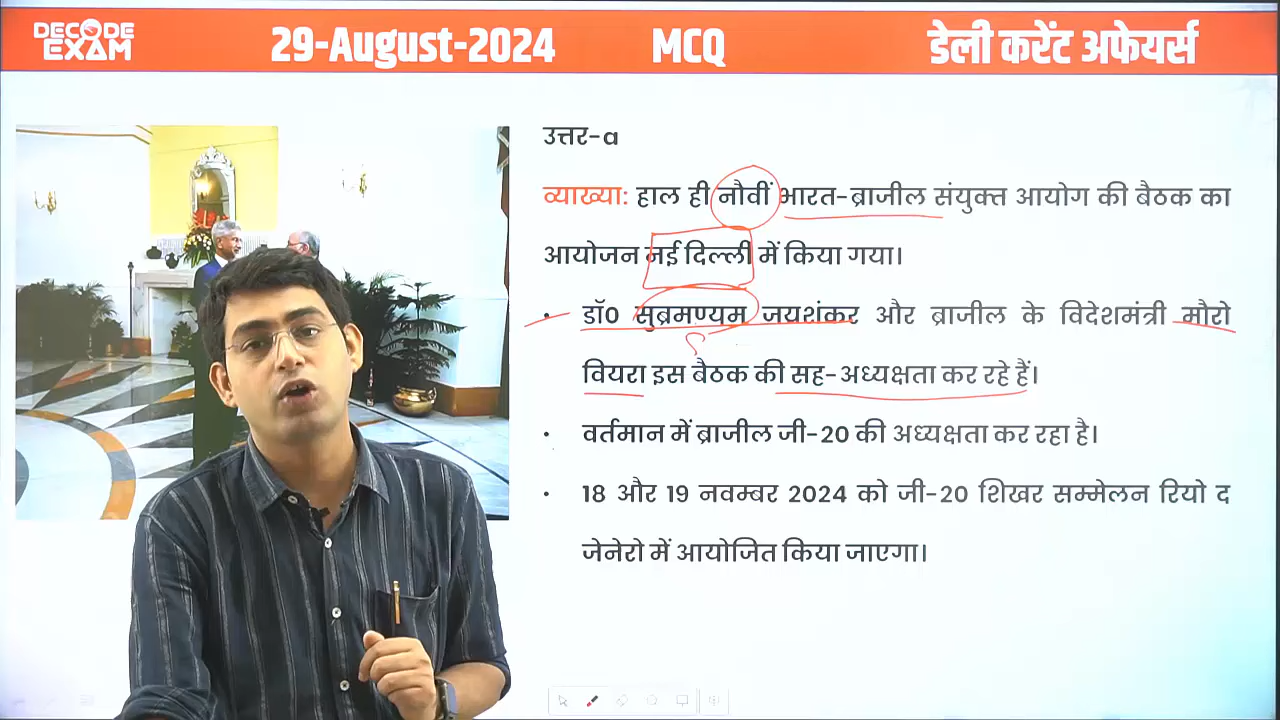 DECODE
EXAM
29-August-2024
MCQ
डेली करेंट अफेयर्स
उत्तर-a
व्याख्या: हाल ही नौवीं भारत-ब्राजील संयुक्त आयोग की बैठक का
आयोजन नई दिल्ली में किया गया।
• डॉ0 सुब्रमण्यम जयशंकर और ब्राजील के विदेशमंत्री मौरो
वियरा इस बैठक की सह-अध्यक्षता कर रहे हैं।
• वर्तमान में ब्राजील जी-20 की अध्यक्षता कर रहा है।
• 18 और 19 नवम्बर 2024 को जी-20 शिखर सम्मेलन रियो द
जेनेरो में आयोजित किया जाएगा।